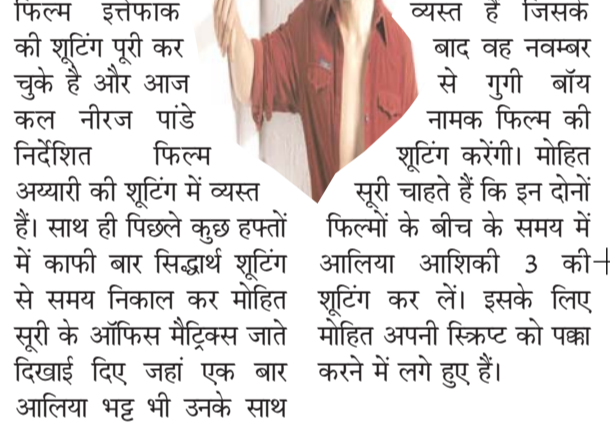 फिल्म इत्तेफाक
की शूटिंग पूरी कर
चुके है और आज
कल नीरज पांडे
निर्देशित फिल्म
अय्यारी की शूटिंग में व्यस्त
हैं। साथ ही पिछले कुछ हफ्तों
में काफी बार सिद्धार्थ शूटिंग
से समय निकाल कर मोहित
सूरी के ऑफिस मैट्रिक्स जाते
दिखाई दिए जहां एक बार
आलिया भट्ट भी उनके साथ
व्यस्त हैं जिसके
बाद वह नवम्बर
से गुगी बॉय
नामक फिल्म की
शूटिंग करेंगी। मोहित
सूरी चाहते हैं कि इन दोनों
फिल्मों के बीच के समय में
आलिया आशिकी 3 की
शूटिंग कर लें। इसके लिए
मोहित अपनी स्क्रिप्ट को पक्का
करने में लगे हुए हैं।